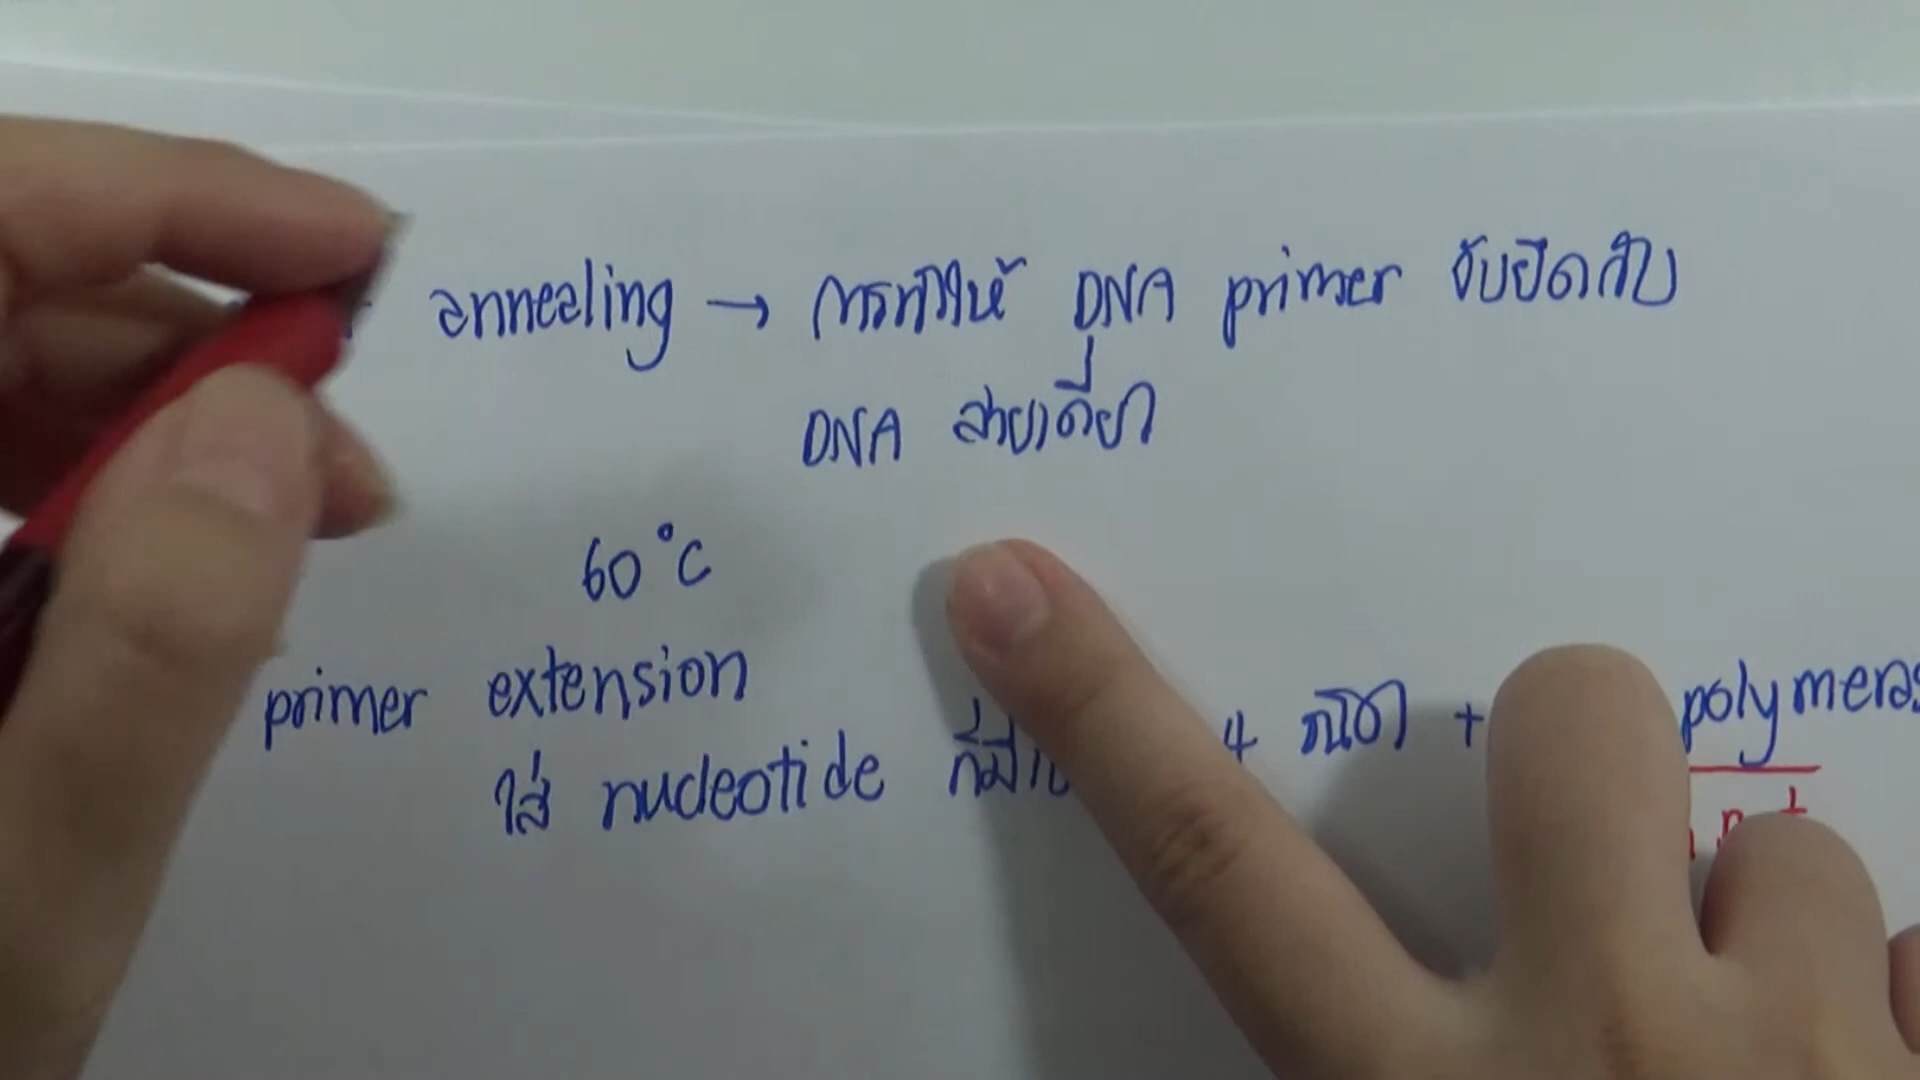 annealing → การทำให้ DNA primer จับยึดกับ
DNA สายเดี่ยว
60°C
primer extension
ใส่ nucleotide ที่มี 4 ชนิด + polymeras